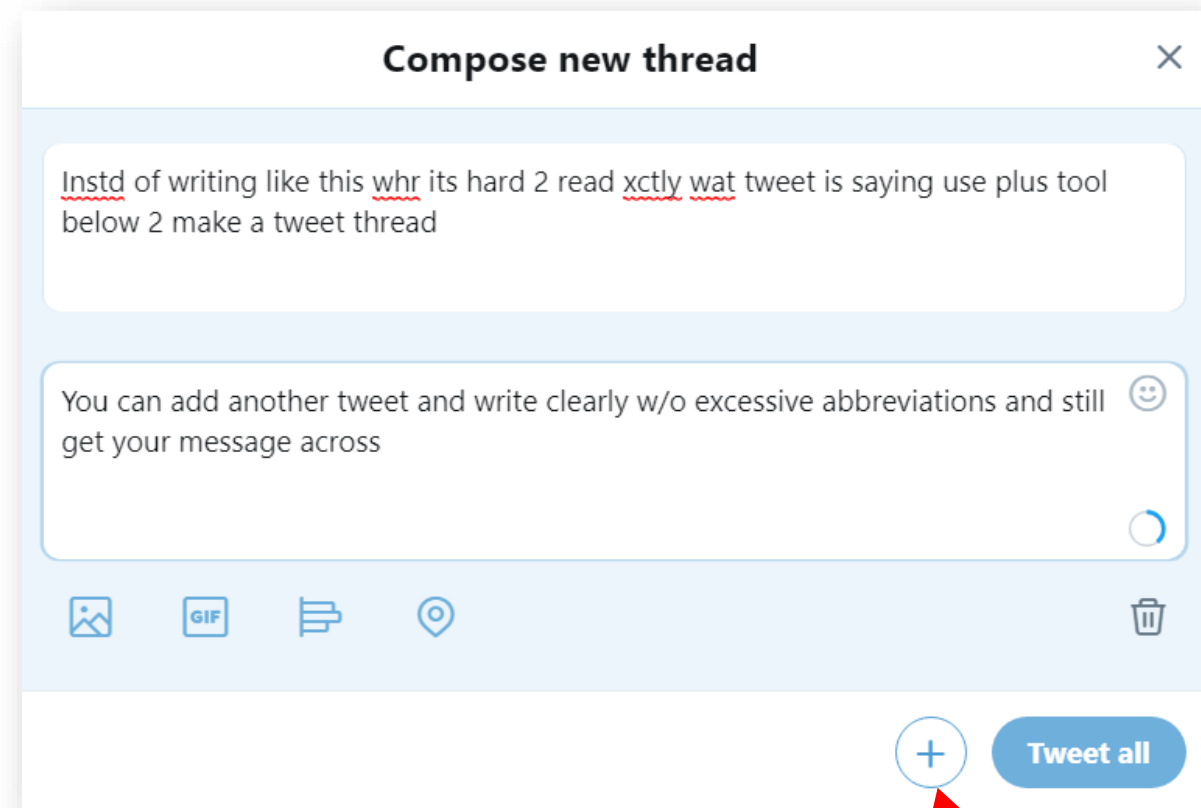 Compose new thread
Instd of writing like this whr its hard 2 read xctly wat tweet is saying use plus tool
below 2 make a tweet thread
You can add another tweet and write clearly w/o excessive abbreviations and still
get your message across
GIF
Tweet all